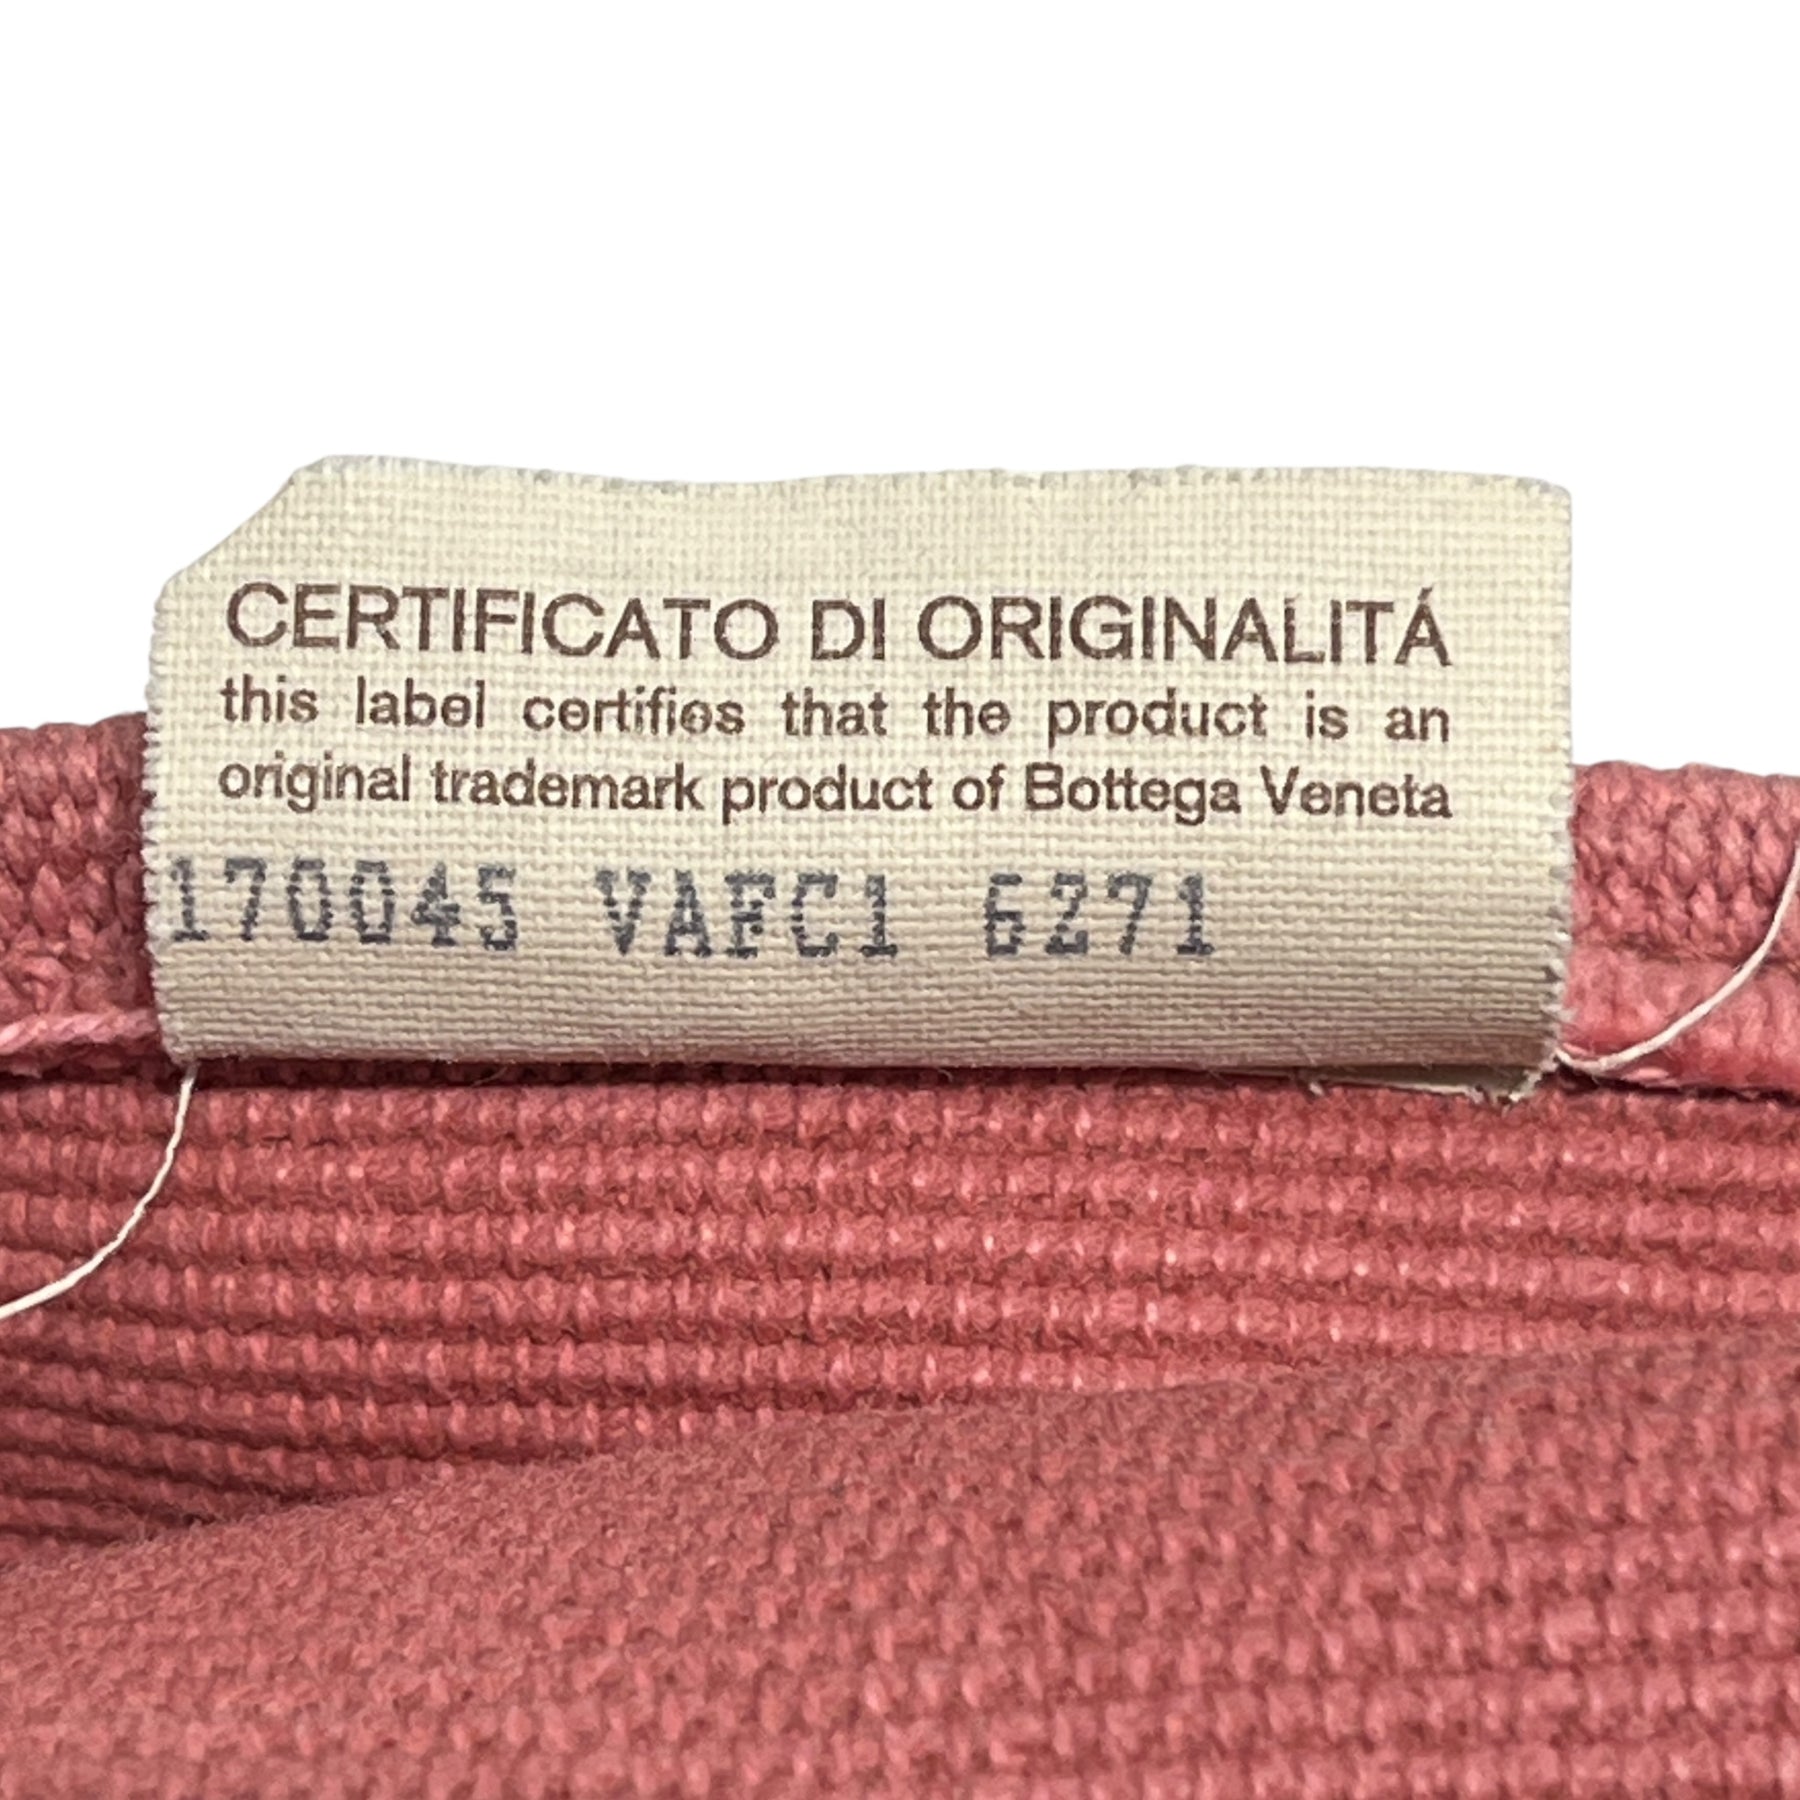 CERTIFICATO DI ORIGINALITÁ
this label certifies that the product is an
original trademark product of Bottega Veneta
170045 VAFC1 6271